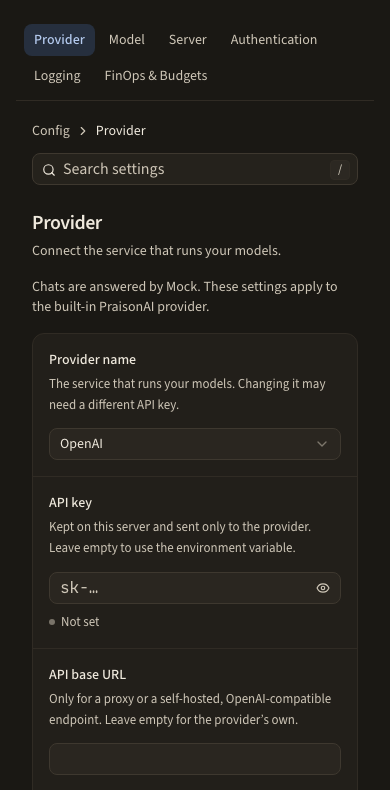 Provider Model Server Authentication
Logging FinOps & Budgets
Config > Provider
Search settings /
Provider
Connect the service that runs your models.
Chats are answered by Mock. These settings apply to
the built-in PraisonAI provider.
Provider name
The service that runs your models. Changing it may
need a different API key.
OpenAI
API key
Kept on this server and sent only to the provider.
Leave empty to use the environment variable.
sk-…
Not set
API base URL
Only for a proxy or a self-hosted, OpenAI-compatible
endpoint. Leave empty for the provider’s own.